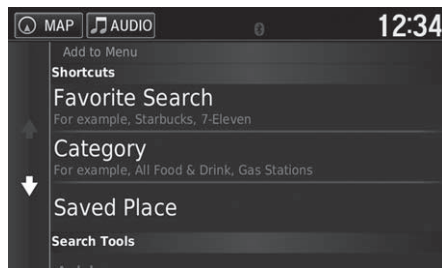 MAP AUDIO 12:34
Add to Menu
Shortcuts
Favorite Search
For example, Starbucks, 7-Eleven
Category
For example, All Food & Drink, Gas Stations
Saved Place
Search Tools